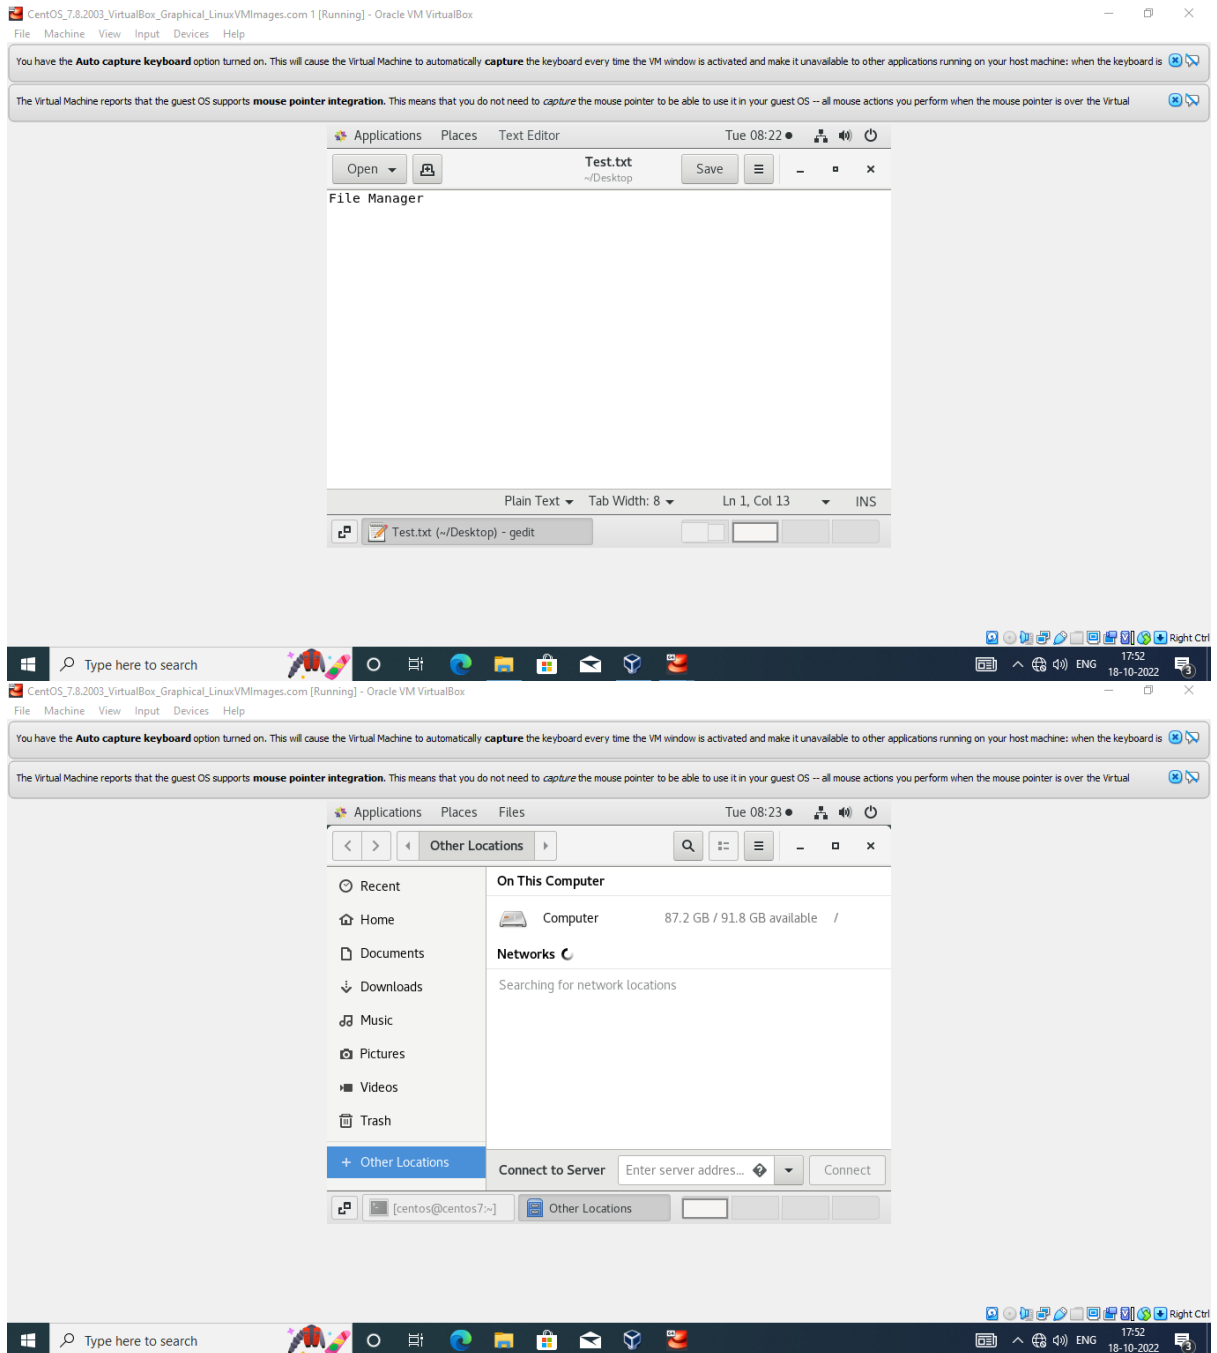 CentOS_7.8.2003_VirtualBox_Graphical_LinuxVMImages.com 1 [Running] - Oracle VM VirtualBox
File Machine View Input Devices Help
You have the Auto capture keyboard option turned on. This will cause the Virtual Machine to automatically capture the keyboard every time the VM window is activated and make it unavailable to other applications running on your host machine: when the keyboard is
The Virtual Machine reports that the guest OS supports mouse pointer integration. This means that you do not need to capture the mouse pointer to be able to use it in your guest OS -- all mouse actions you perform when the mouse pointer is over the Virtual
Applications Places Text Editor Tue 08:22
Open Test.txt Save
~/Desktop
File Manager
Plain Text Tab Width: 8 Ln 1, Col 13 INS
Test.txt (~/Desktop) - gedit
Right Ctrl
Type here to search ENG 17:52
18-10-2022 3
CentOS_7.8.2003_VirtualBox_Graphical_LinuxVMImages.com [Running] - Oracle VM VirtualBox
File Machine View Input Devices Help
You have the Auto capture keyboard option turned on. This will cause the Virtual Machine to automatically capture the keyboard every time the VM window is activated and make it unavailable to other applications running on your host machine: when the keyboard is
The Virtual Machine reports that the guest OS supports mouse pointer integration. This means that you do not need to capture the mouse pointer to be able to use it in your guest OS -- all mouse actions you perform when the mouse pointer is over the Virtual
Applications Places Files Tue 08:23
Other Locations
Recent
On This Computer
Home
Computer 87.2 GB / 91.8 GB available /
Documents
Networks
Downloads
Searching for network locations
Music
Pictures
Videos
Trash
+ Other Locations
Connect to Server Enter server addres... Connect
[centos@centos7:~] Other Locations
Right Ctrl
Type here to search ENG 17:52
18-10-2022 3